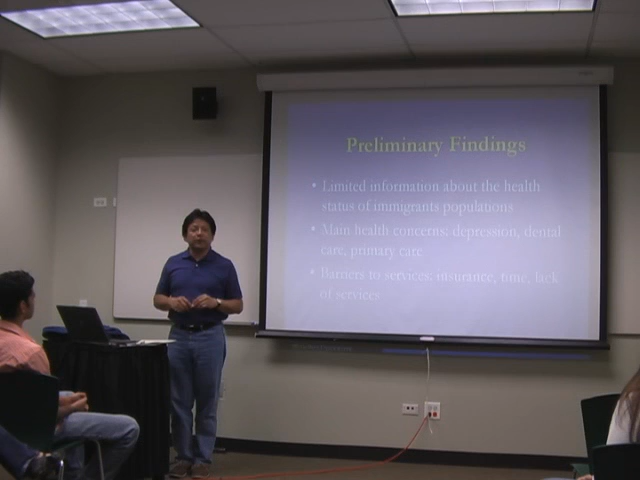 Preliminary Findings
• Limited information about the health
status of immigrants populations
• Main health concerns: depression, dental
care, primary care
• Barriers to services: insurance, time, lack
of services